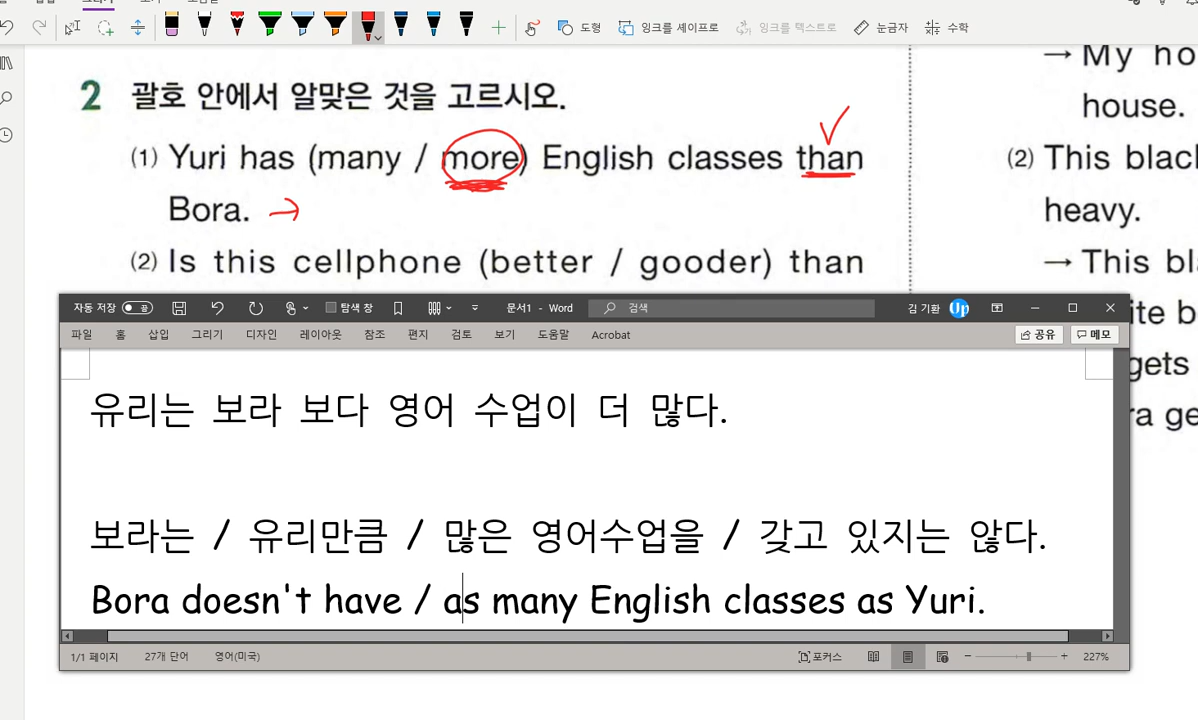 도형
잉크를 셰이프로
잉크를 텍스트로
눈금자
수학
2 괄호 안에서 알맞은 것을 고르시오.
(1) Yuri has (many / more) English classes than
Bora. →
(2) Is this cellphone (better / gooder) than
→ My ho
house.
(2) This blac
heavy.
→ This bl
ite b
gets
ra ge
자동 저장 끔
탐색 창
문서1 - Word
검색
김 기환
Up
파일 홈 삽입 그리기 디자인 레이아웃 참조 편지 검토 보기 도움말 Acrobat
공유
메모
유리는 보라 보다 영어 수업이 더 많다.
보라는 / 유리만큼 / 많은 영어수업을 / 갖고 있지는 않다.
Bora doesn't have / as many English classes as Yuri.
1/1 페이지 27개 단어 영어(미국)
포커스
227%